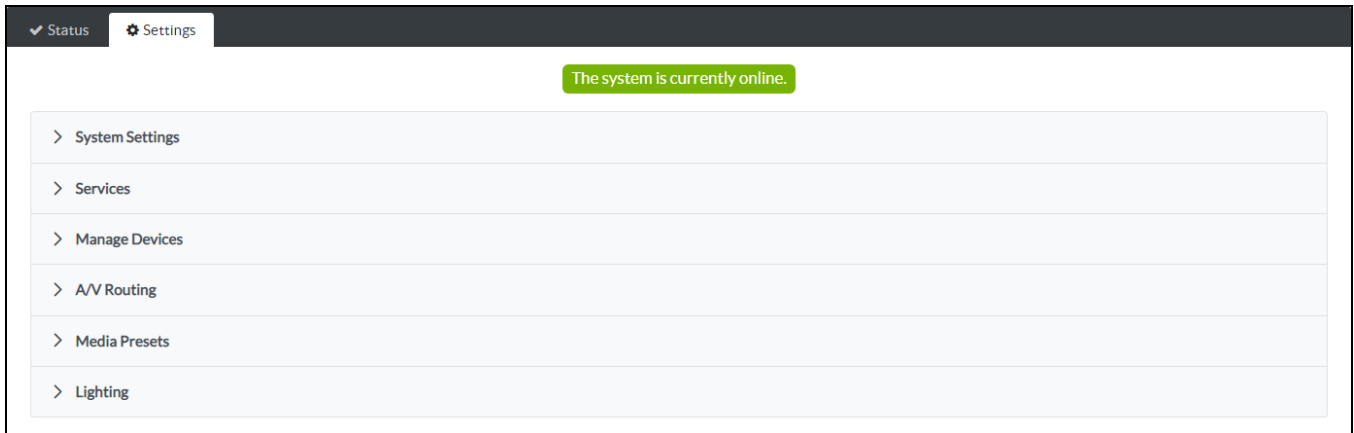 Status
Settings
The system is currently online.
System Settings
Services
Manage Devices
A/V Routing
Media Presets
Lighting